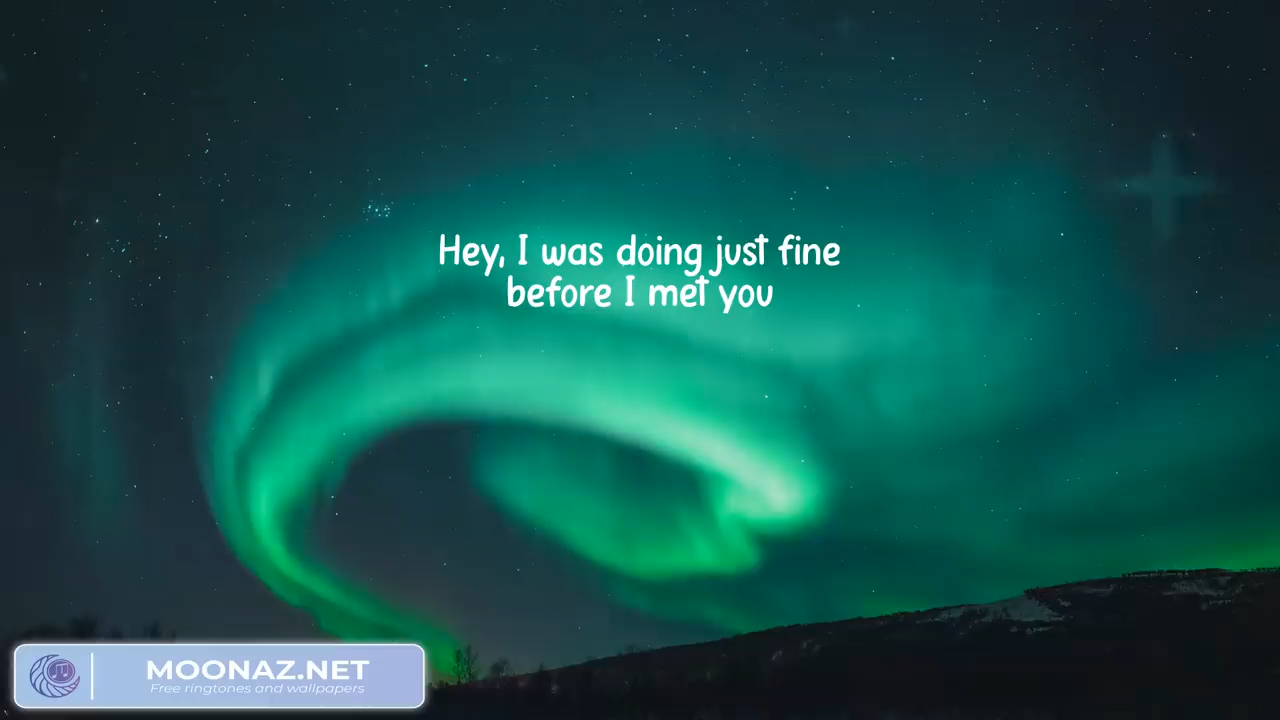 Hey, I was doing just fine
before I met you
MOONAZ.NET
Free ringtones and wallpapers